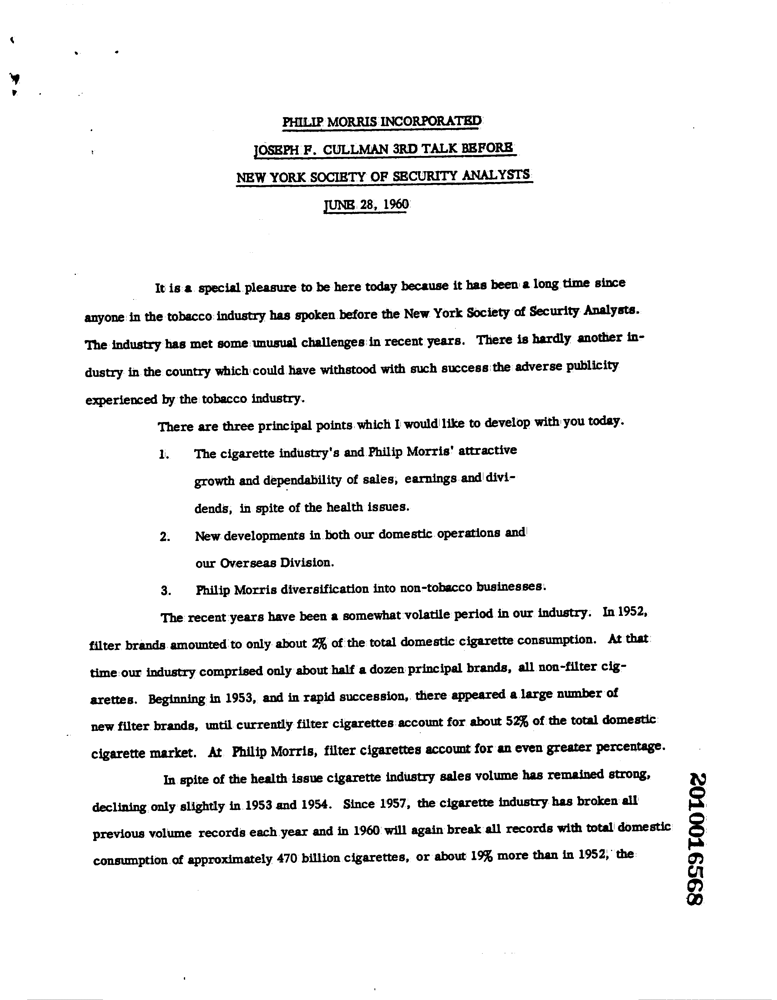 PHILIP MORRIS INCORPORATED
JOSEPH F. CULLMAN 3RD TALK BEFORE
NEW YORK SOCIETY OF SECURITY ANALYSTS
JUNE 28, 1960
It is a special pleasure to be here today because it has been a long time since
anyone in the tobacco industry has spoken before the New York Society of Security Analysts.
The industry has met some unusual challenges in recent years. There is hardly another in-
dustry in the country which could have withstood with such success the adverse publicity
experienced by the tobacco industry.
There are three principal points which I would like to develop with you today.
1. The cigarette industry's and Philip Morris' attractive
growth and dependability of sales, earnings and divi-
dends, in spite of the health issues.
2. New developments in both our domestic operations and
our Overseas Division.
3. Philip Morris diversification into non-tobacco businesses.
The recent years have been a somewhat volatile period in our industry. In 1952,
filter brands amounted to only about 2% of the total domestic cigarette consumption. At that
time our industry comprised only about half a dozen principal brands, all non-filter cig-
arettes. Beginning in 1953, and in rapid succession, there appeared a large number of
new filter brands, until currently filter cigarettes account for about 52% of the total domestic
cigarette market. At Philip Morris, filter cigarettes account for an even greater percentage.
In spite of the health issue cigarette industry sales volume has remained strong,
declining only slightly in 1953 and 1954. Since 1957, the cigarette industry has broken all
previous volume records each year and in 1960 will again break all records with total domestic
consumption of approximately 470 billion cigarettes, or about 19% more than in 1952, the
2010016568